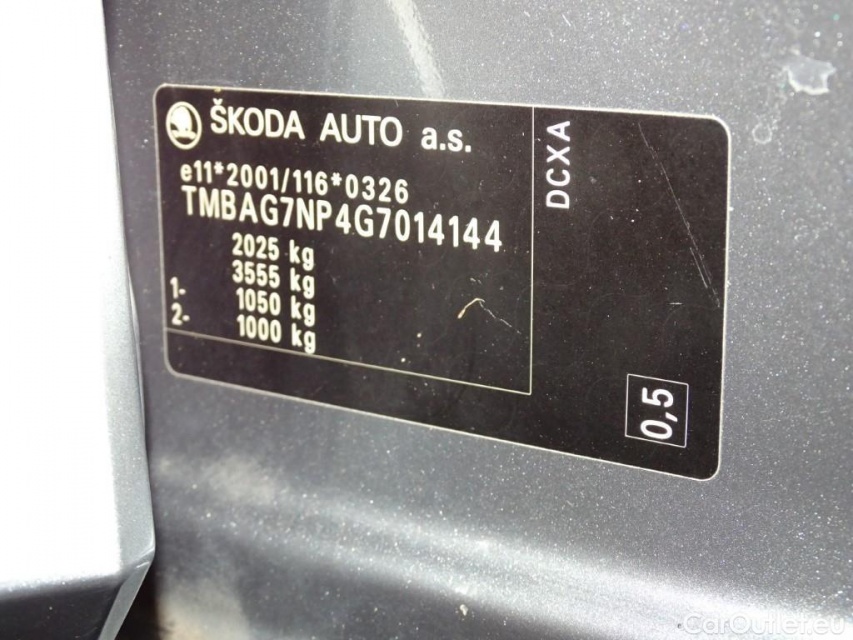 ŠKODA AUTO a.s.
e11*2001/116*0326
TMBAG7NP4G7014144
2025 kg
3555 kg
1- 1050 kg
2- 1000 kg
DCXA
0,5
CarOutlet.eu